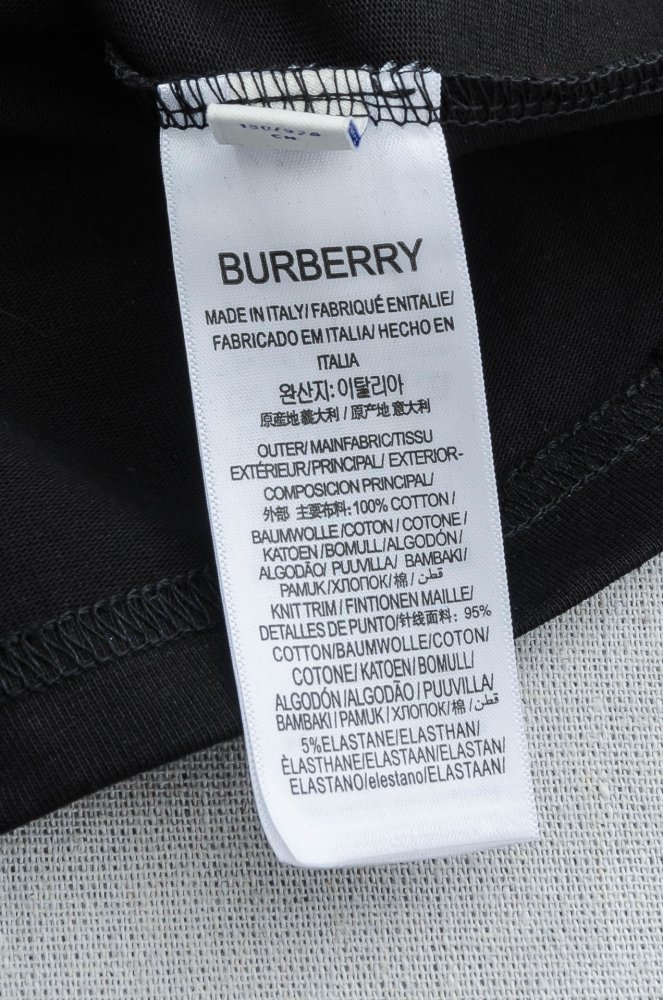 BURBERRY
MADE IN ITALY/ FABRIQUÉ ENITALIE/
FABRICADO EM ITALIA/ HECHO EN
ITALIA
완산지: 이탈리아
原産地義大利 / 原产地 意大利
OUTER/ MAINFABRIC/TISSU
EXTÉRIEUR/PRINCIPAL/ EXTERIOR-
COMPOSICION PRINCIPAL/
外部 主要布料: 100% COTTON /
BAUMWOLLE /COTON / COTONE /
KATOEN / BOMULL / ALGODÓN/
ALGODÃO/ PUUVILLA / BAMBAKI /
PAMUK / ХЛОПОК/ 棉 / قطن /
KNIT TRIM / FINTIONEN MAILLE/
DETALLES DE PUNTO/针线面料: 95%
COTTON/BAUMWOLLE/COTON/
COTONE/ KATOEN/ BOMULL/
ALGODÓN/ALGODÃO / PUUVILLA/
BAMBAKI / PAMUK / ХЛОПОК/ 棉 / قطن /
5%ELASTANE/ELASTHAN/
ÈLASTHANE/ELASTAAN/ELASTAN/
ELASTANO/elestano/ELASTAAN/